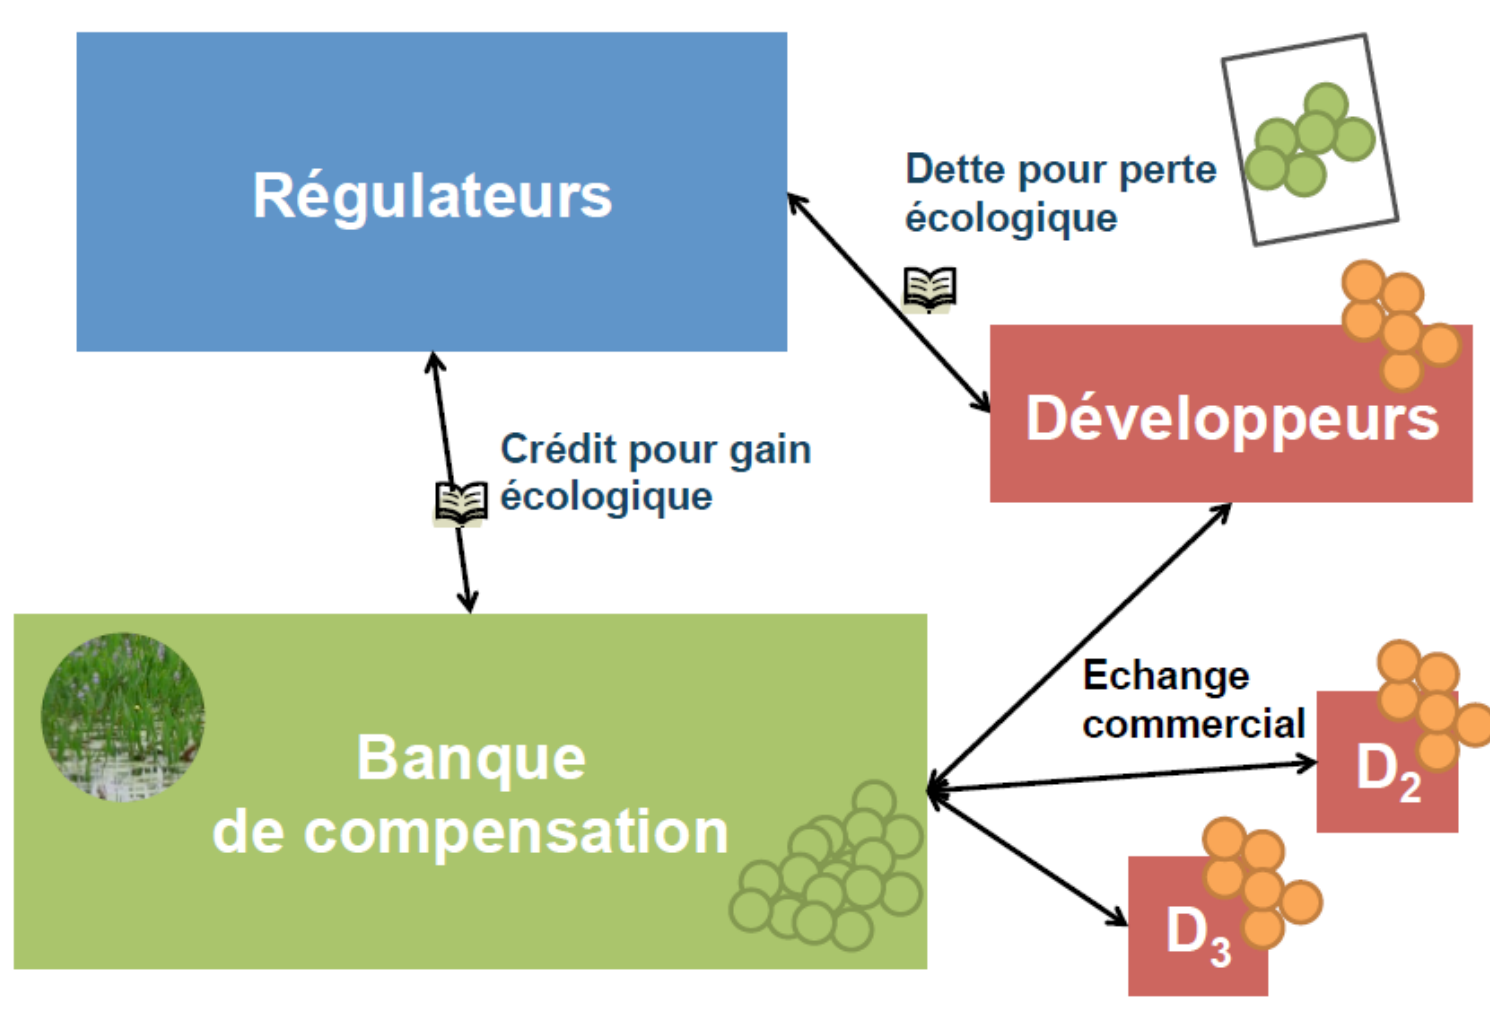 Régulateurs
Dette pour perte
écologique
Développeurs
Crédit pour gain
écologique
Banque
de compensation
Echange
commercial
D2
D3